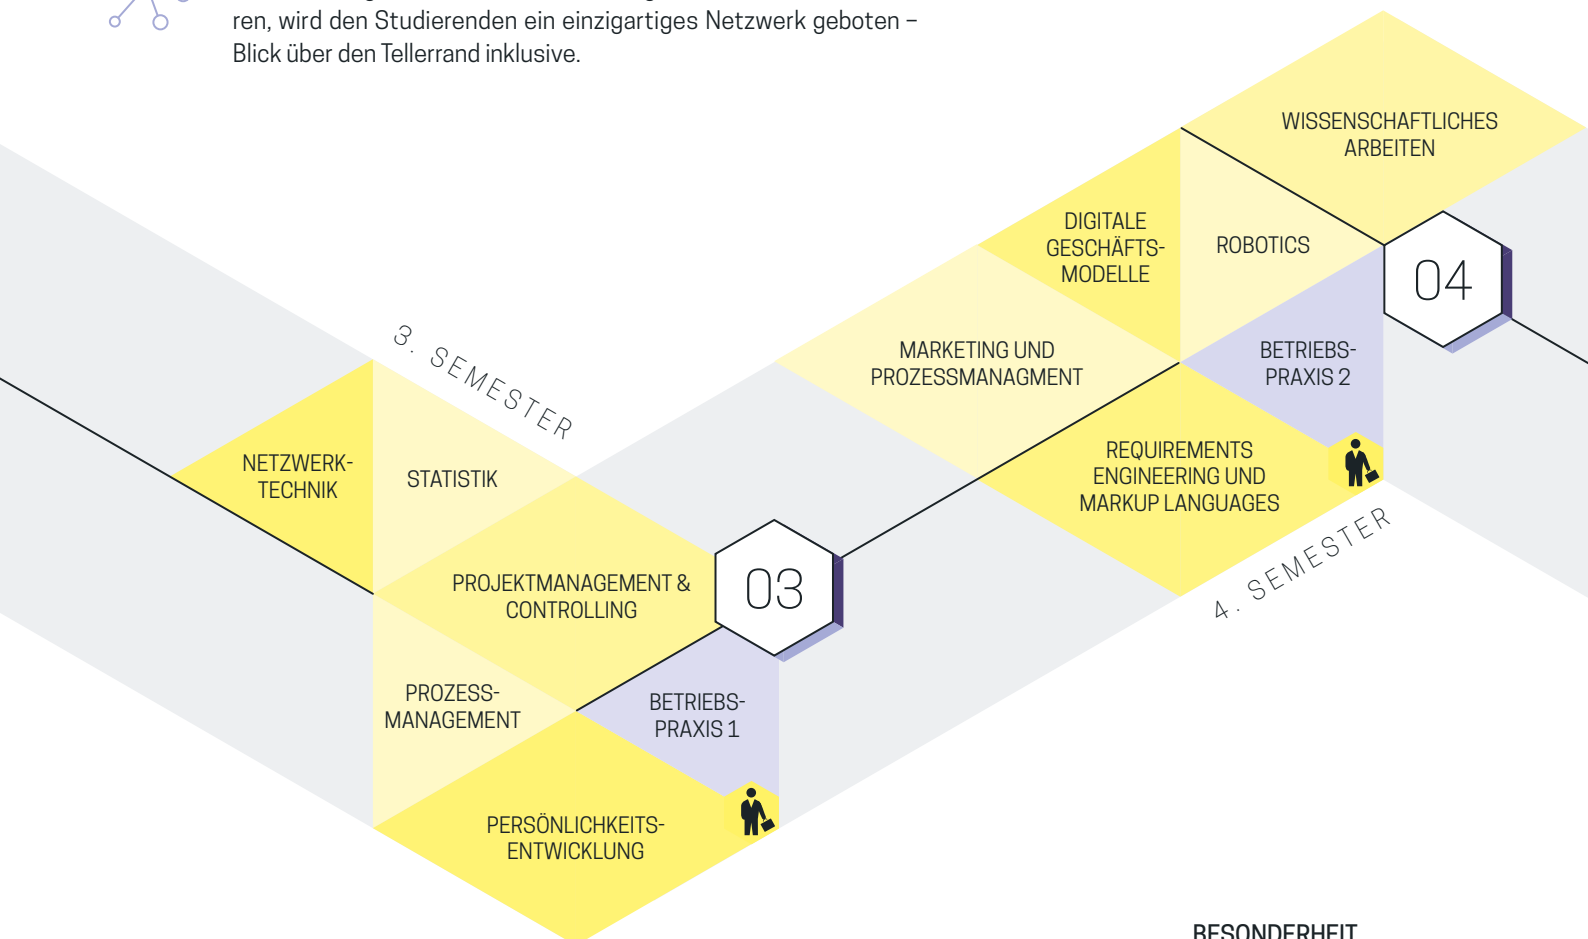 ren, wird den Studierenden ein einzigartiges Netzwerk geboten –
Blick über den Tellerrand inklusive.
3. SEMESTER
NETZWERK-
TECHNIK
STATISTIK
PROJEKTMANAGEMENT &
CONTROLLING
03
PROZESS-
MANAGEMENT
BETRIEBS-
PRAXIS 1
PERSÖNLICHKEITS-
ENTWICKLUNG
WISSENSCHAFTLICHES
ARBEITEN
DIGITALE
GESCHÄFTS-
MODELLE
ROBOTICS
04
MARKETING UND
PROZESSMANAGMENT
BETRIEBS-
PRAXIS 2
REQUIREMENTS
ENGINEERING UND
MARKUP LANGUAGES
4. SEMESTER
BESONDERHEIT